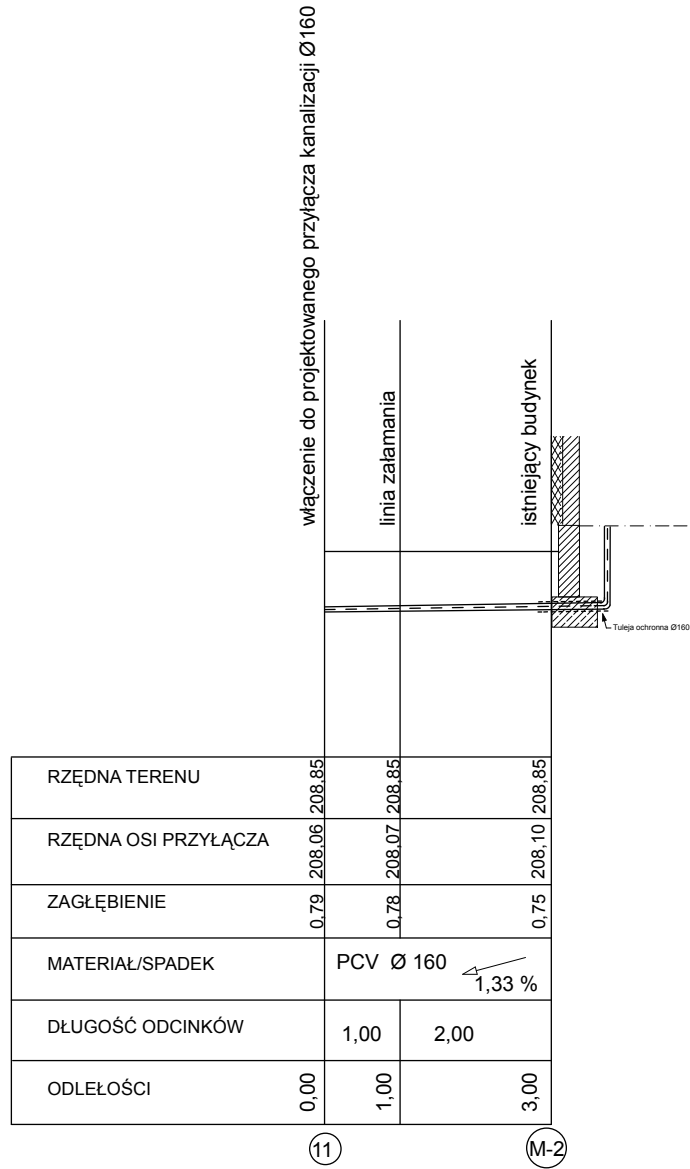 włączenie do projektowanego przyłącza kanalizacji Ø160
linia załamania
istniejący budynek
Tuleja ochronna Ø160
RZĘDNA TERENU 208,85 208,85 208,85
RZĘDNA OSI PRZYŁĄCZA 208,06 208,07 208,10
ZAGŁĘBIENIE 0,79 0,78 0,75
MATERIAŁ/SPADEK PCV Ø 160 1,33 %
DŁUGOŚĆ ODCINKÓW 1,00 2,00
ODLEŁOŚCI 0,00 1,00 3,00
11 M-2